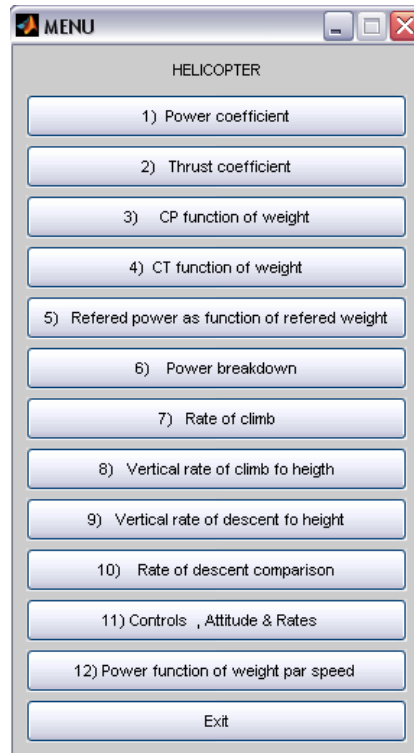 MENU
HELICOPTER
1) Power coefficient
2) Thrust coefficient
3) CP function of weight
4) CT function of weight
5) Refered power as function of refered weight
6) Power breakdown
7) Rate of climb
8) Vertical rate of climb fo heigth
9) Vertical rate of descent fo height
10) Rate of descent comparison
11) Controls , Attitude & Rates
12) Power function of weight par speed
Exit